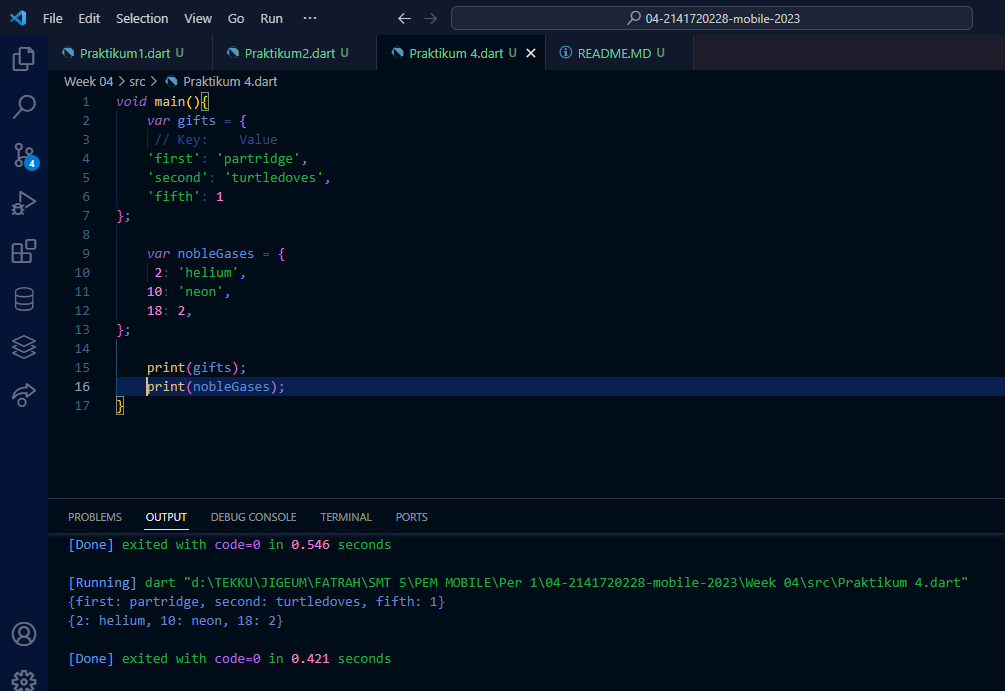 File Edit Selection View Go Run ··· 04-2141720228-mobile-2023
Praktikum1.dart U Praktikum2.dart U Praktikum 4.dart U README.MD U
Week 04 > src > Praktikum 4.dart
1 void main(){
2 var gifts = {
3 // Key: Value
4 'first': 'partridge',
5 'second': 'turtledoves',
6 'fifth': 1
7 };
8
9 var nobleGases = {
10 2: 'helium',
11 10: 'neon',
12 18: 2,
13 };
14
15 print(gifts);
16 print(nobleGases);
17 }
4
PROBLEMS OUTPUT DEBUG CONSOLE TERMINAL PORTS
[Done] exited with code=0 in 0.546 seconds
[Running] dart "d:\TEKKU\JIGEUM\FATRAH\SMT 5\PEM MOBILE\Per 1\04-2141720228-mobile-2023\Week 04\src\Praktikum 4.dart"
{first: partridge, second: turtledoves, fifth: 1}
{2: helium, 10: neon, 18: 2}
[Done] exited with code=0 in 0.421 seconds